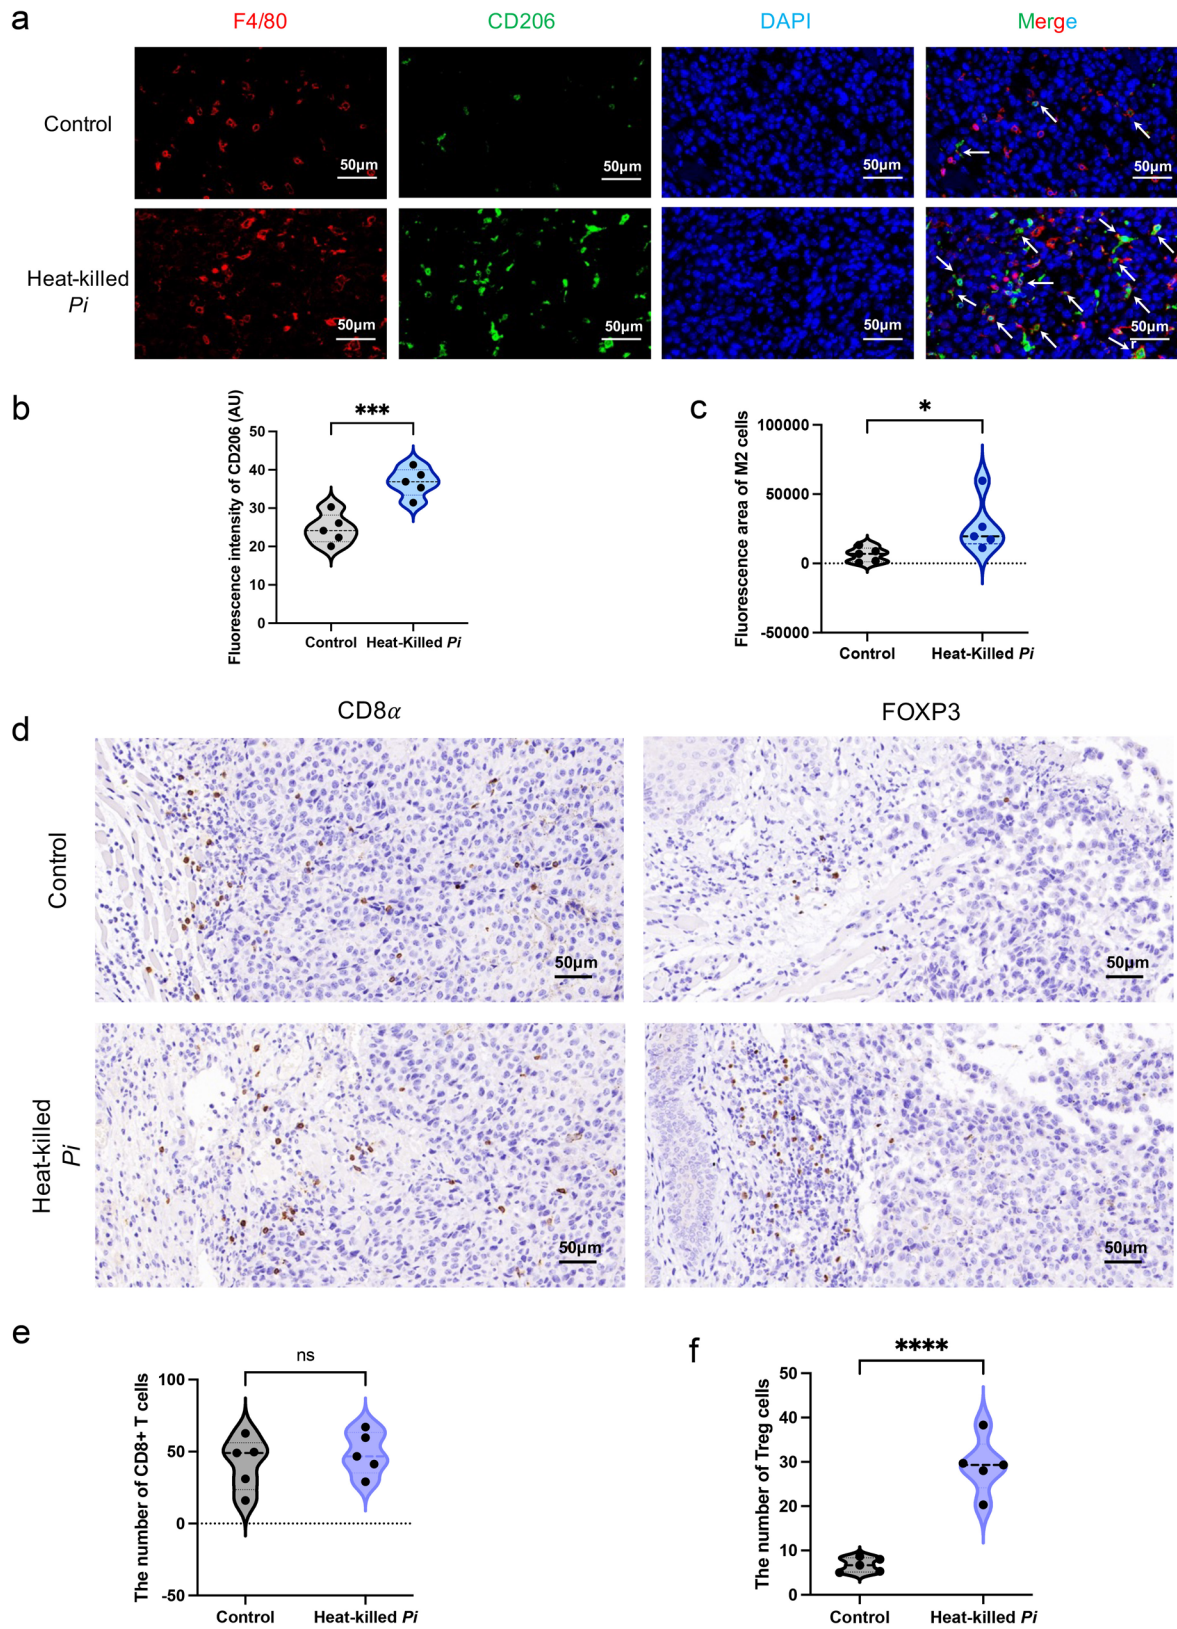 a
F4/80 CD206 DAPI Merge
Control
50μm 50μm 50μm 50μm
Heat-killed
Pi
50μm 50μm 50μm 50μm
r
b
Fluorescence intensity of CD206 (AU)
***
50
40
30
20
10
0
Control Heat-Killed Pi
c
Fluorescence area of M2 cells
*
100000
50000
0
-50000
Control Heat-Killed Pi
d
CD8α FOXP3
Control
50μm 50μm
Heat-killed
Pi
50μm 50μm
e
The number of CD8+ T cells
ns
100
50
0
-50
Control Heat-killed Pi
f
The number of Treg cells
****
50
40
30
20
10
0
Control Heat-killed Pi